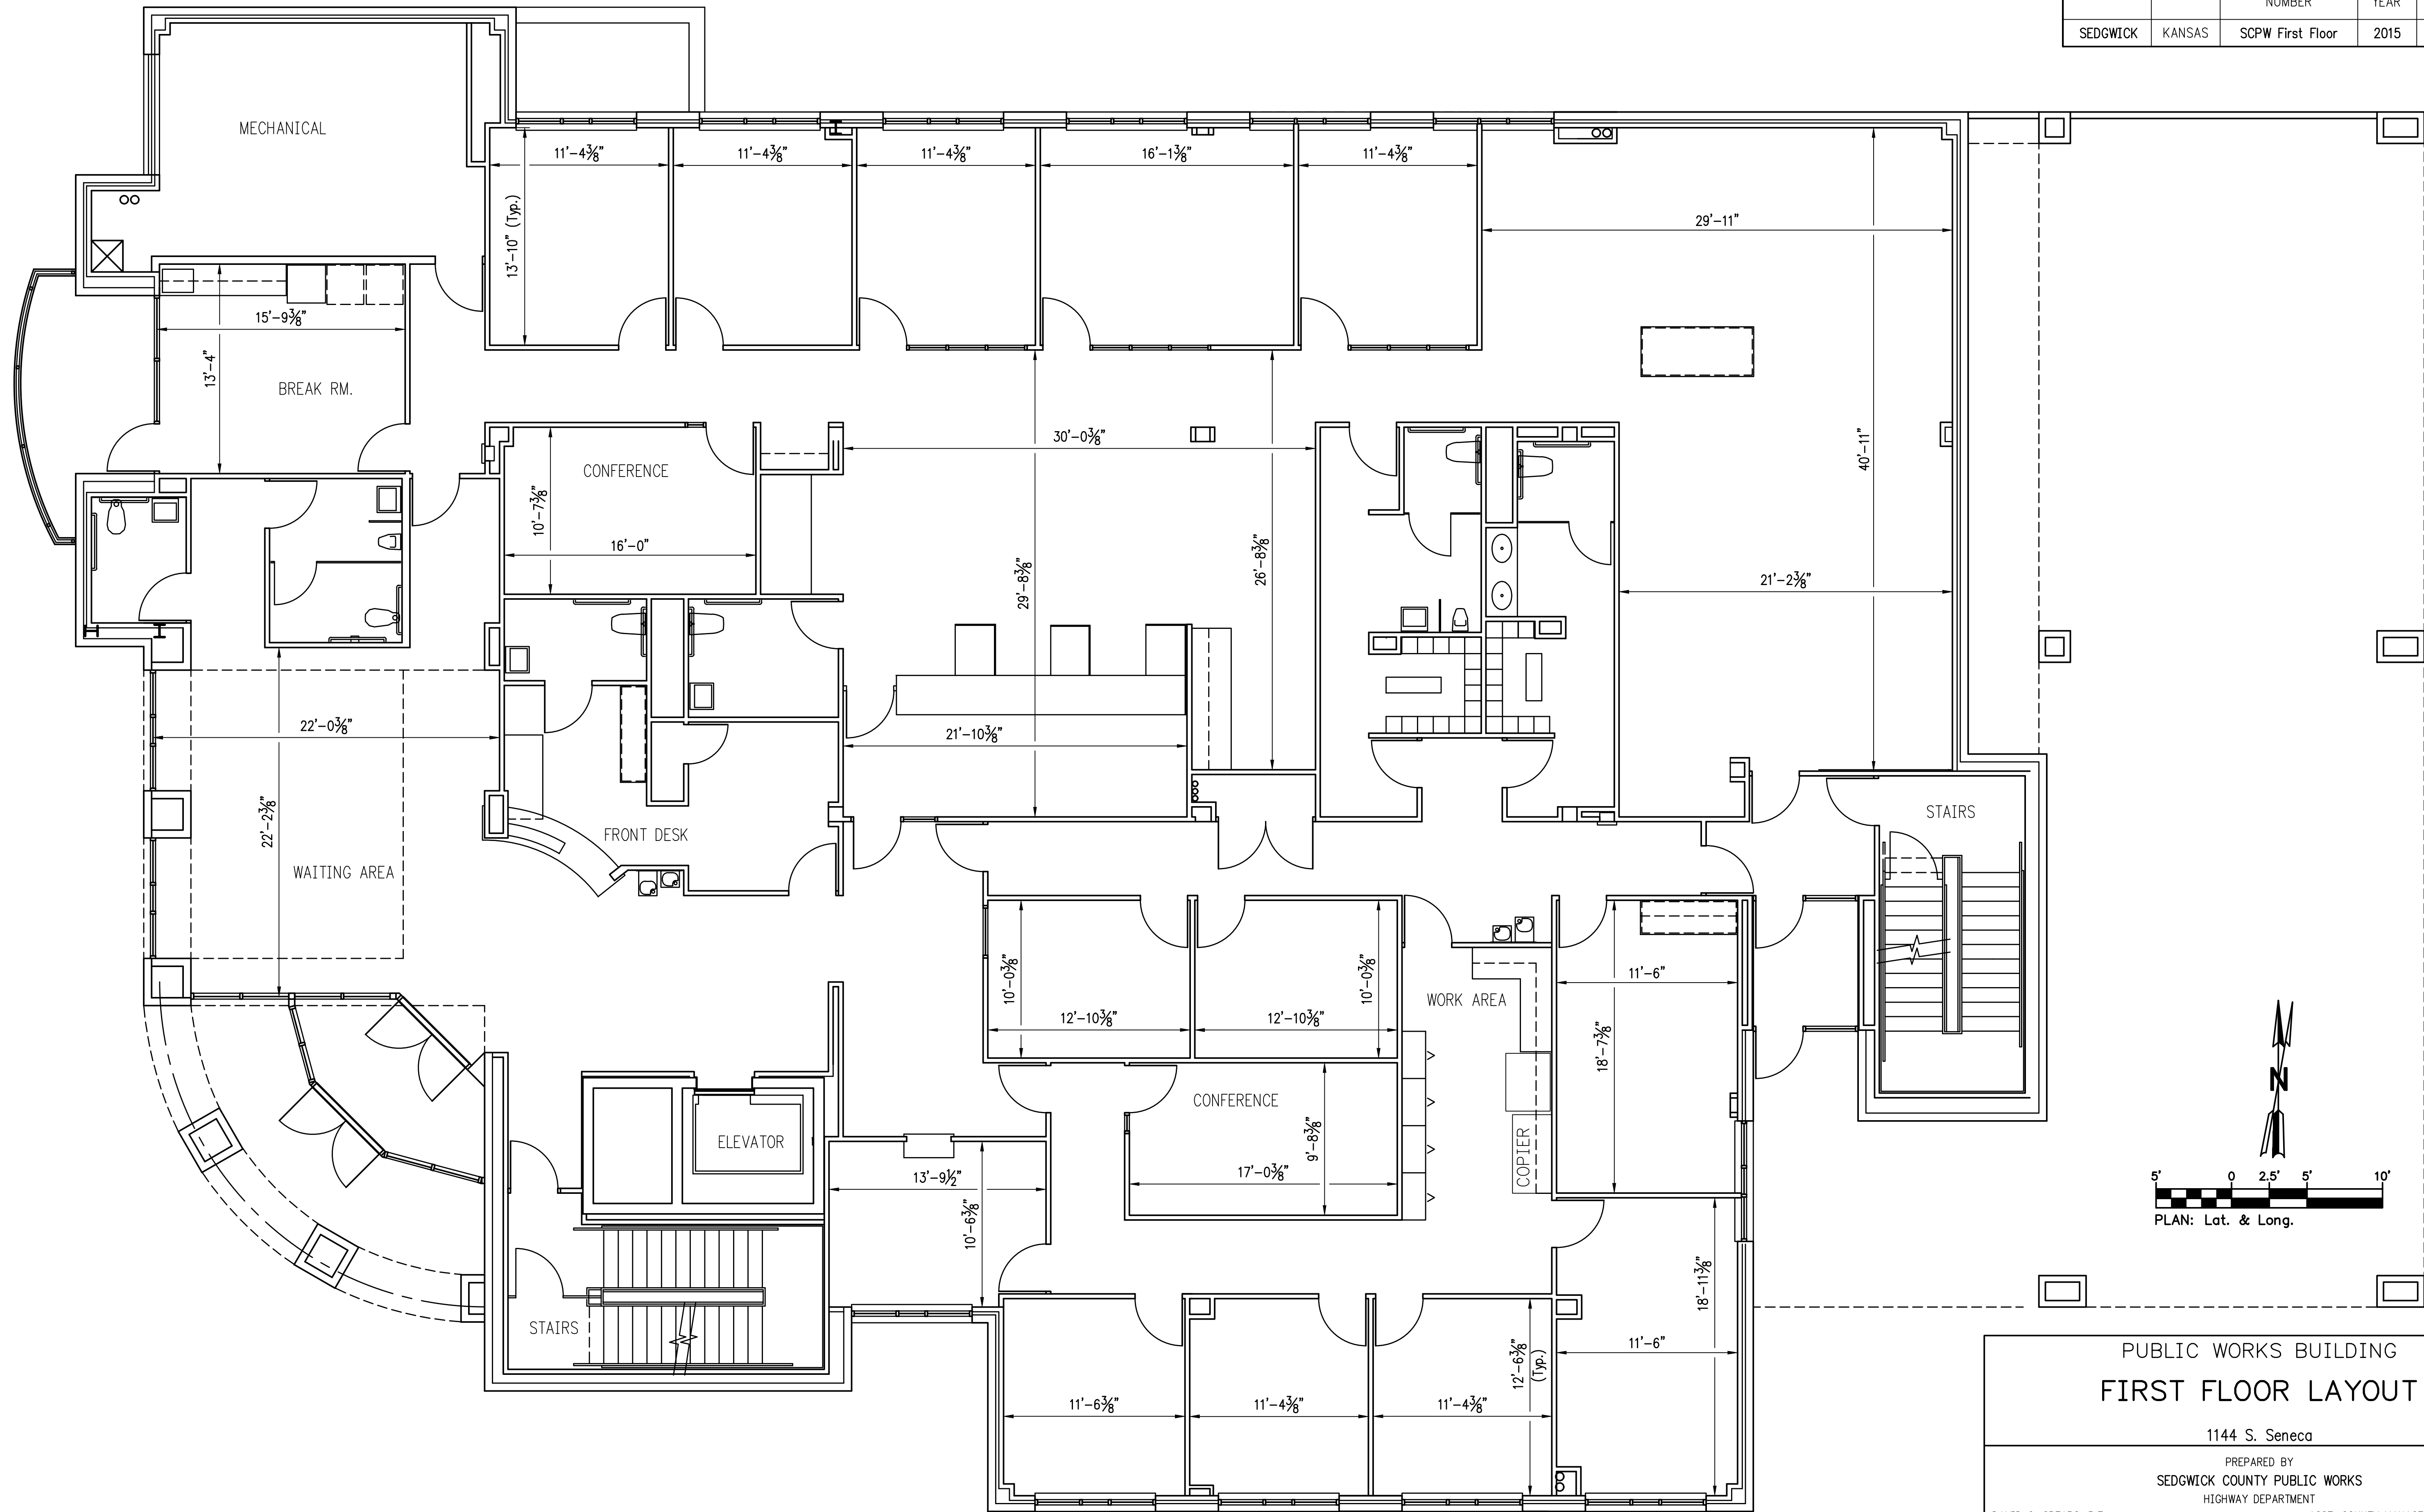 NUMBER YEAR
SEDGWICK KANSAS SCPW First Floor 2015
MECHANICAL
11'-4⅜" 11'-4⅜" 11'-4⅜" 16'-1⅜" 11'-4⅜"
13'-10" (Typ.)
29'-11"
15'-9⅜"
13'-4"
BREAK RM.
30'-0⅜"
40'-11"
CONFERENCE
10'-7⅜"
16'-0"
29'-8⅜"
26'-8⅜"
21'-2⅜"
22'-0⅜"
21'-10⅜"
22'-2⅜"
FRONT DESK
STAIRS
WAITING AREA
10'-0⅜"
10'-0⅜"
11'-6"
WORK AREA
12'-10⅜" 12'-10⅜"
18'-7⅜"
N
CONFERENCE
ELEVATOR
9'-8⅜"
COPIER
17'-0⅜"
13'-9½"
10'-6⅜"
5' 0 2.5' 5' 10'
PLAN: Lat. & Long.
18'-11⅜"
STAIRS
11'-6"
12'-6⅜"
(Typ.)
11'-6⅜" 11'-4⅜" 11'-4⅜"
PUBLIC WORKS BUILDING
FIRST FLOOR LAYOUT
1144 S. Seneca
PREPARED BY
SEDGWICK COUNTY PUBLIC WORKS
HIGHWAY DEPARTMENT